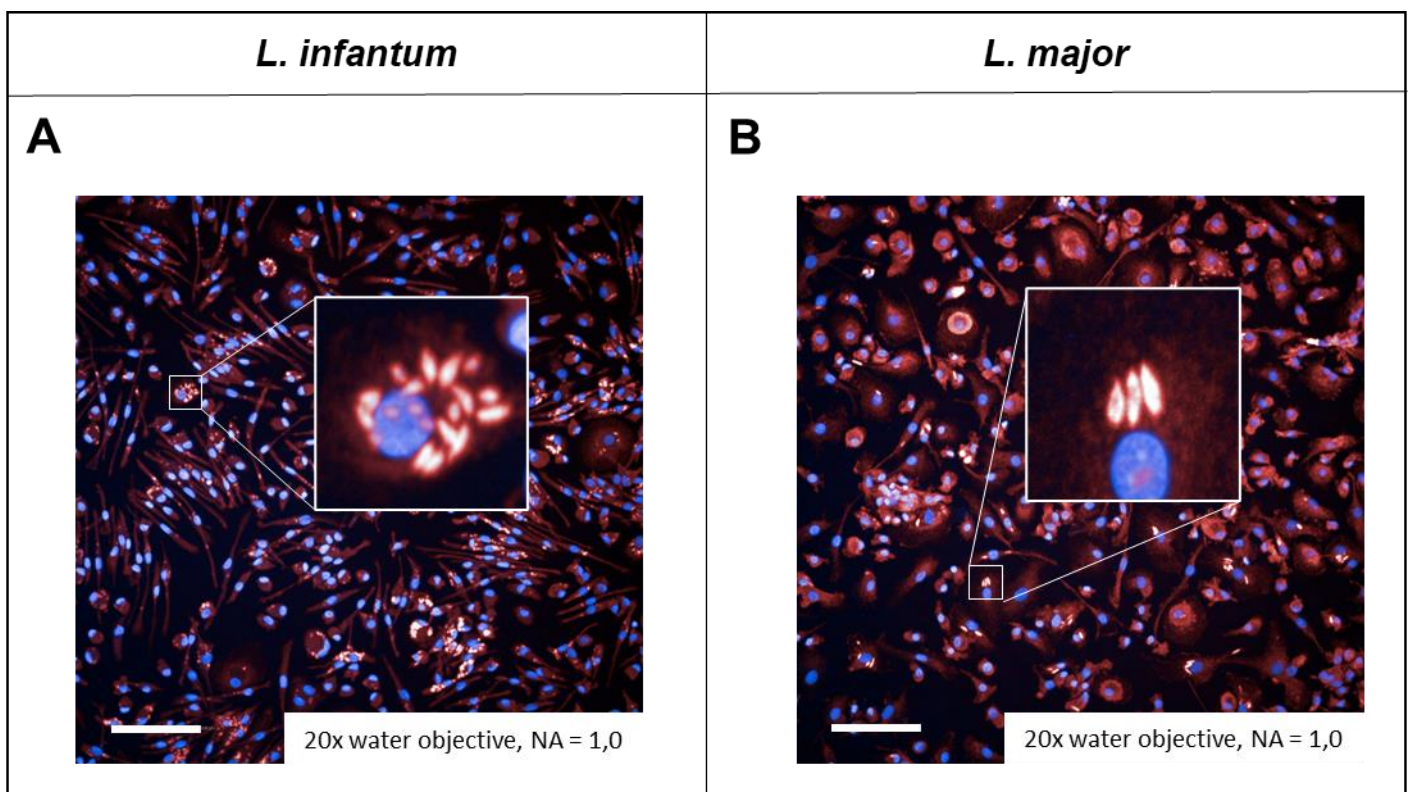 L. infantum
L. major
A
B
20x water objective, NA = 1,0
20x water objective, NA = 1,0